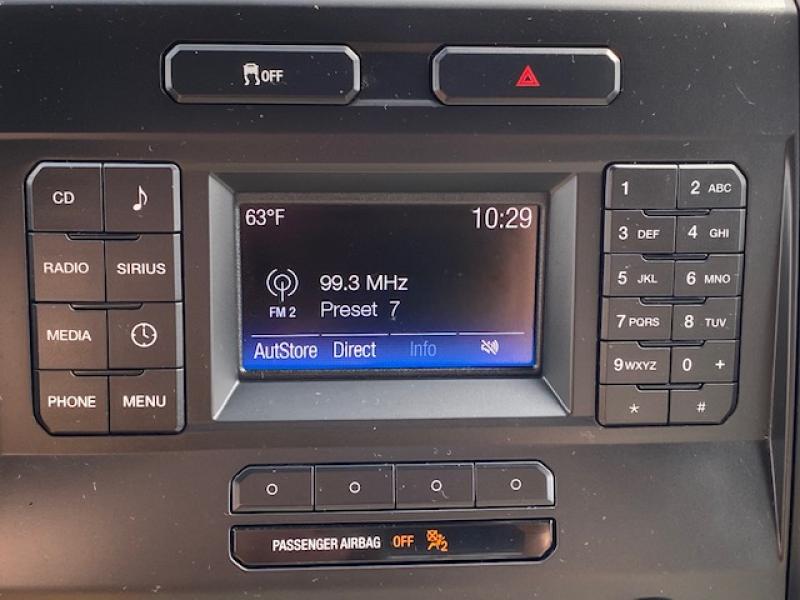 OFF
CD
RADIO SIRIUS
MEDIA
PHONE MENU
63°F 10:29
99.3 MHz
FM 2 Preset 7
AutStore Direct Info
1 2 ABC
3 DEF 4 GHI
5 JKL 6 MNO
7 PQRS 8 TUV
9 WXYZ 0 +
* #
PASSENGER AIRBAG OFF 2